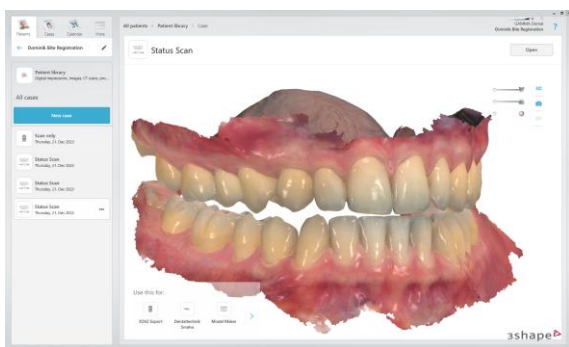 Patients
Cases
More
All patients
Patient library
Case
Dominik Bite Registration
?
Dominik Bite Registration
Status Scan
Open
Patient library
All cases
New case
Scan only
Thursday, 21. Dec 2023
Status Scan
Thursday, 21. Dec 2023
Status Scan
Thursday, 21. Dec 2023
Status Scan
Thursday, 21. Dec 2023
Use this for:
Model Maker
3shape